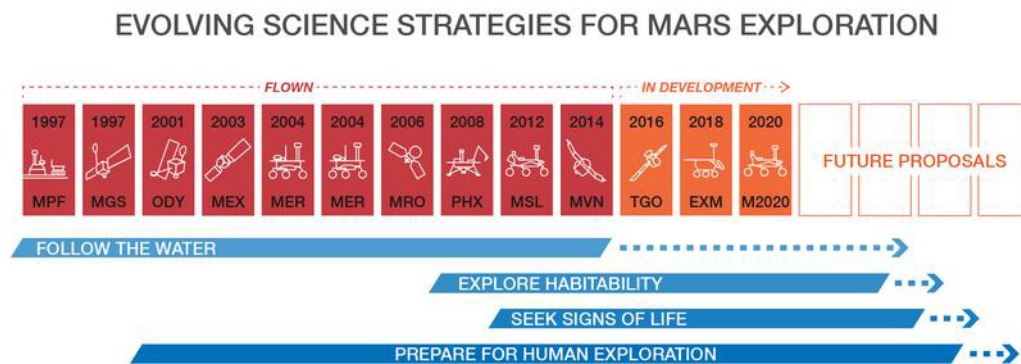 EVOLVING SCIENCE STRATEGIES FOR MARS EXPLORATION
FLOWN IN DEVELOPMENT
1997 1997 2001 2003 2004 2004 2006 2008 2012 2014 2016 2018 2020
FUTURE PROPOSALS
MPF MGS ODY MEX MER MER MRO PHX MSL MVN TGO EXM M2020
FOLLOW THE WATER
EXPLORE HABITABILITY
SEEK SIGNS OF LIFE
PREPARE FOR HUMAN EXPLORATION